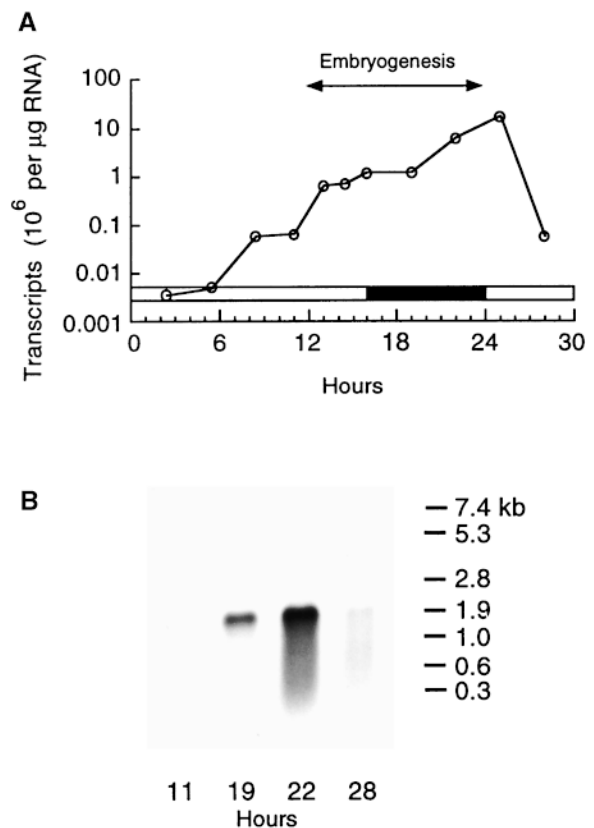 A
Embryogenesis
Transcripts (10⁶ per µg RNA)
100
10
1
0.1
0.01
0.001
0 6 12 18 24 30
Hours
B
7.4 kb
5.3
2.8
1.9
1.0
0.6
0.3
11 19 22 28
Hours